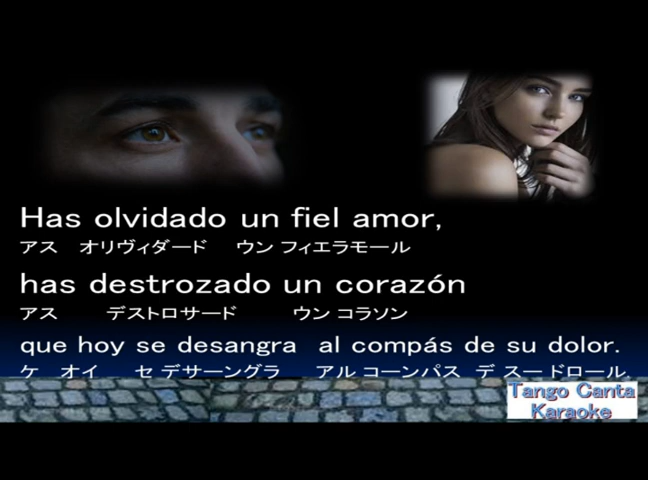 Has olvidado un fiel amor,
アス オリヴィダード ウン フィエラモール
has destrozado un corazón
アス デストロサード ウン コラソン
que hoy se desangra al compás de su dolor.
ケ オイ セ デサーングラ アル コーンパス デ スー ドロール.
Tango Canta
Karaoke